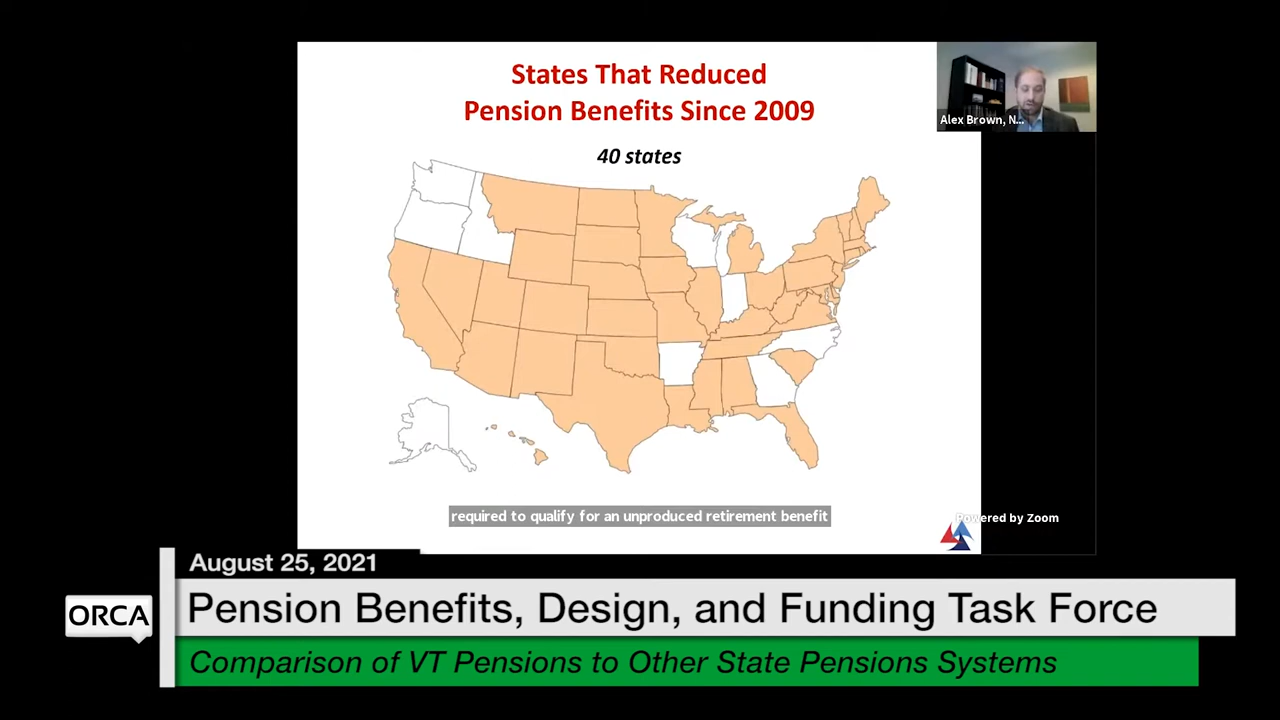 States That Reduced
Pension Benefits Since 2009
40 states
Alex Brown, N...
required to qualify for an unproduced retirement benefit
Powered by Zoom
August 25, 2021
ORCA
Pension Benefits, Design, and Funding Task Force
Comparison of VT Pensions to Other State Pensions Systems